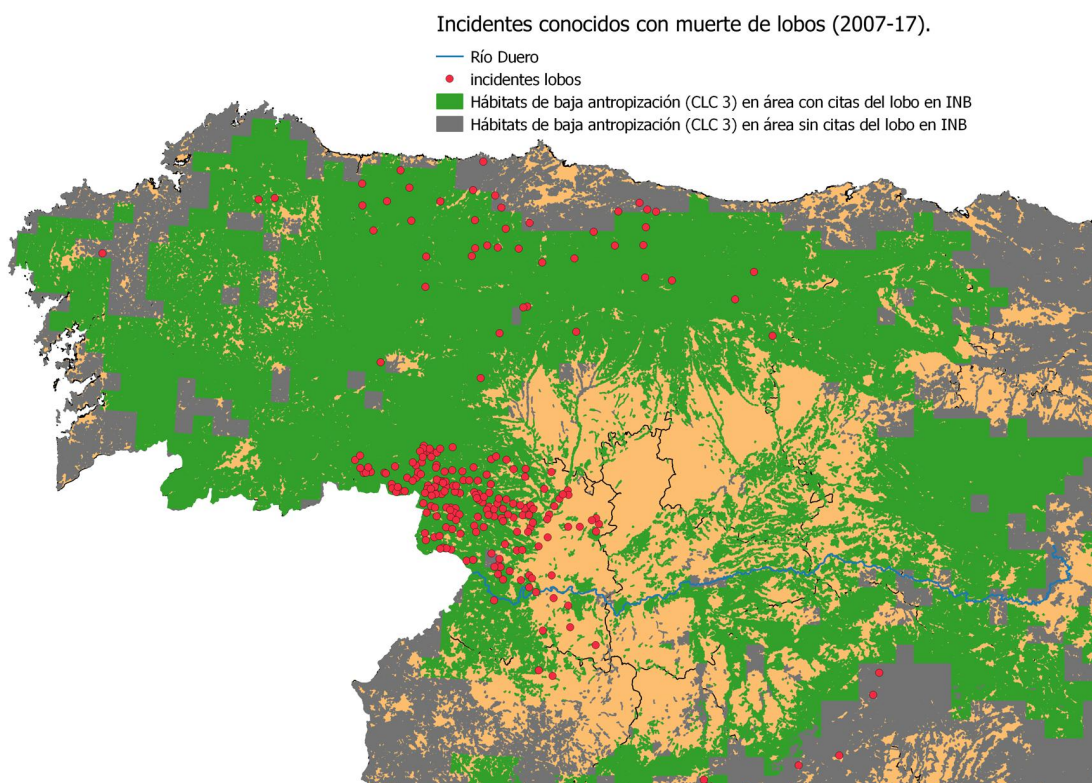 Incidentes conocidos con muerte de lobos (2007-17).
Río Duero
incidentes lobos
Hábitats de baja antropización (CLC 3) en área con citas del lobo en INB
Hábitats de baja antropización (CLC 3) en área sin citas del lobo en INB